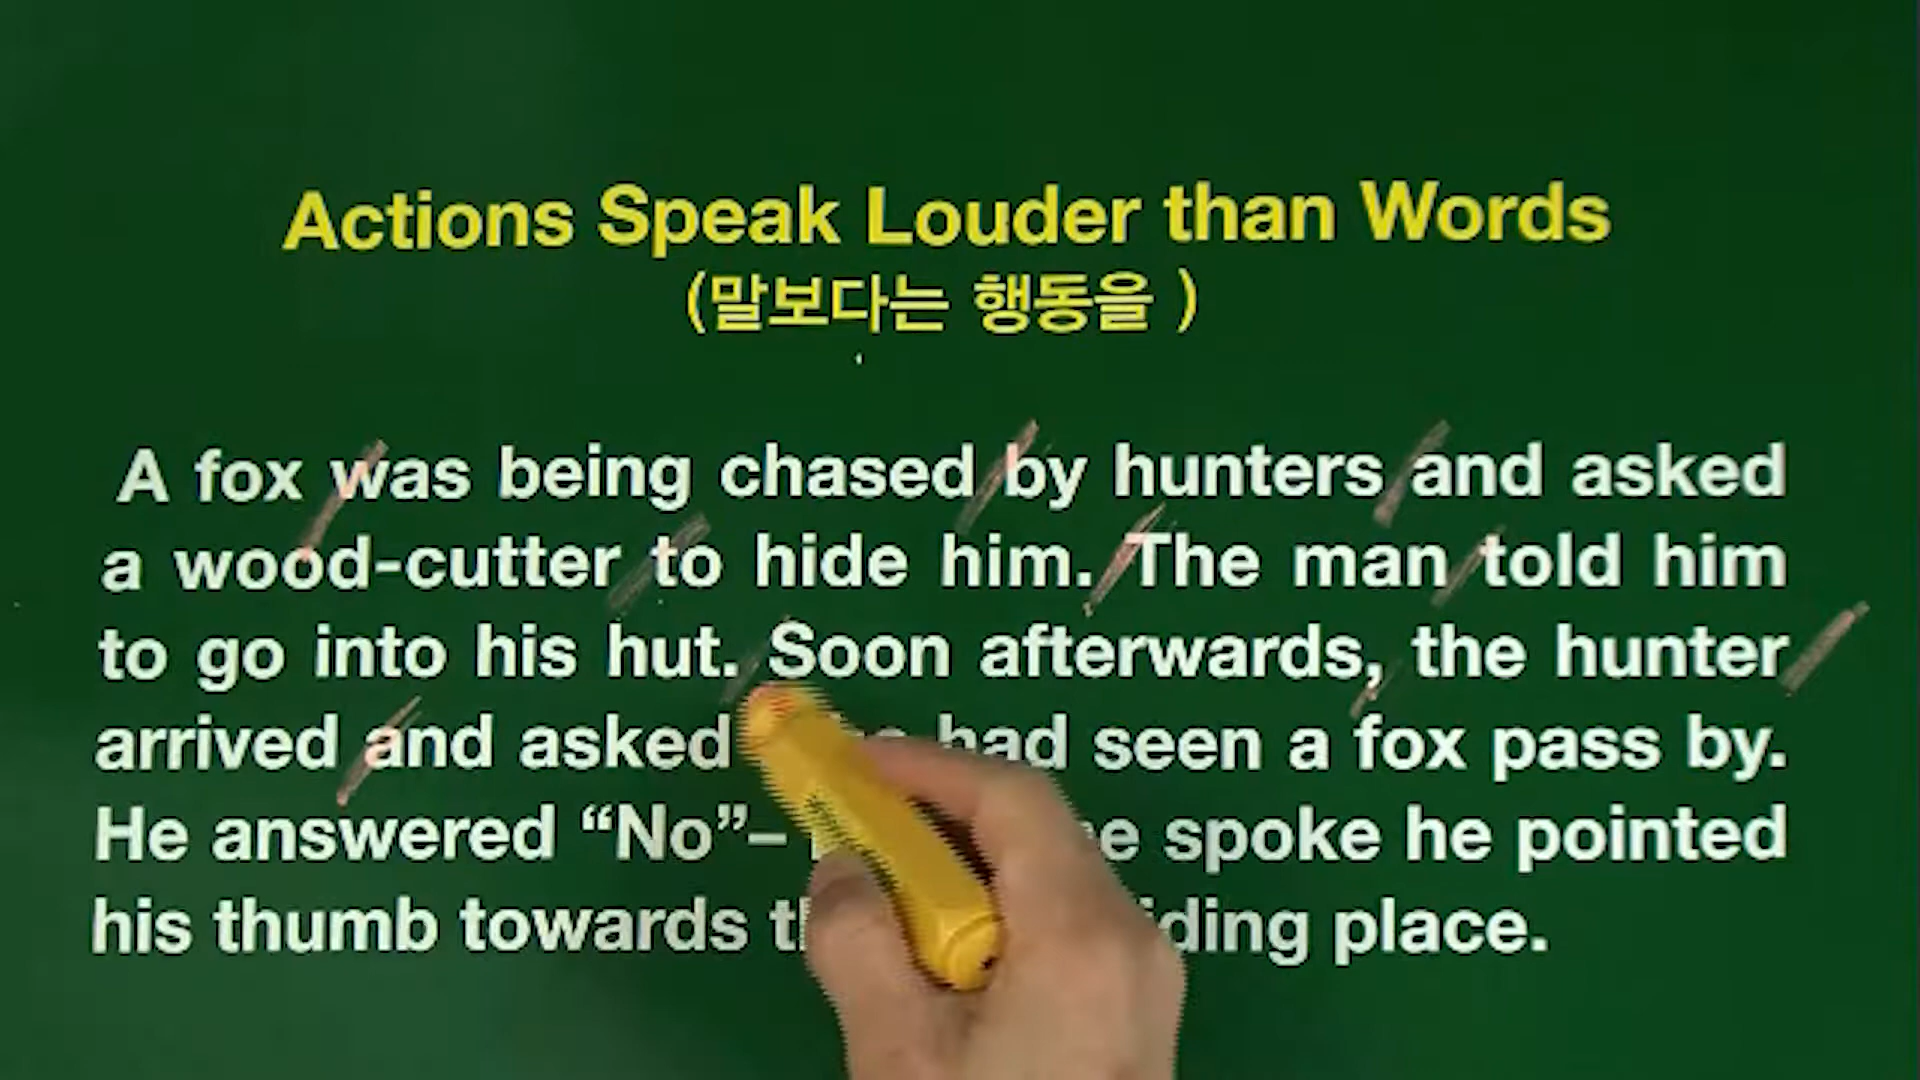 Actions Speak Louder than Words
(말보다는 행동을 )
A fox was being chased by hunters and asked
a wood-cutter to hide him. The man told him
to go into his hut. Soon afterwards, the hunter
arrived and asked had seen a fox pass by.
He answered “No”– spoke he pointed
his thumb towards place.